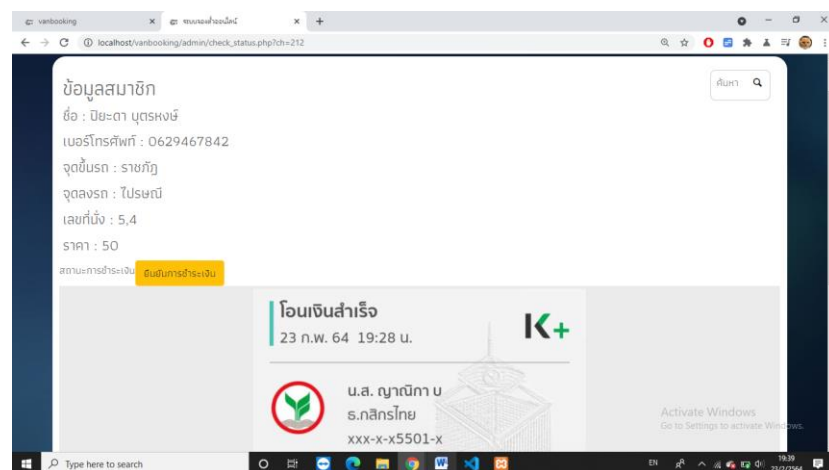 vanbooking
ระบบจองตั๋วออนไลน์
localhost/vanbooking/admin/check_status.php?ch=212
ค้นหา
ข้อมูลสมาชิก
ชื่อ : ปิยะดา บุตรหงษ์
เบอร์โทรศัพท์ : 0629467842
จุดขึ้นรถ : ราชภัฏ
จุดลงรถ : ไปรษณี
เลขที่นั่ง : 5,4
ราคา : 50
สถานะการชำระเงิน ยืนยันการชำระเงิน
โอนเงินสำเร็จ
23 ก.พ. 64 19:28 น.
K+
น.ส. ญาณิกา บ
ธ.กสิกรไทย
xxx-x-x5501-x
Activate Windows
Go to Settings to activate Windows.
Type here to search
EN
19:39
23/2/2564